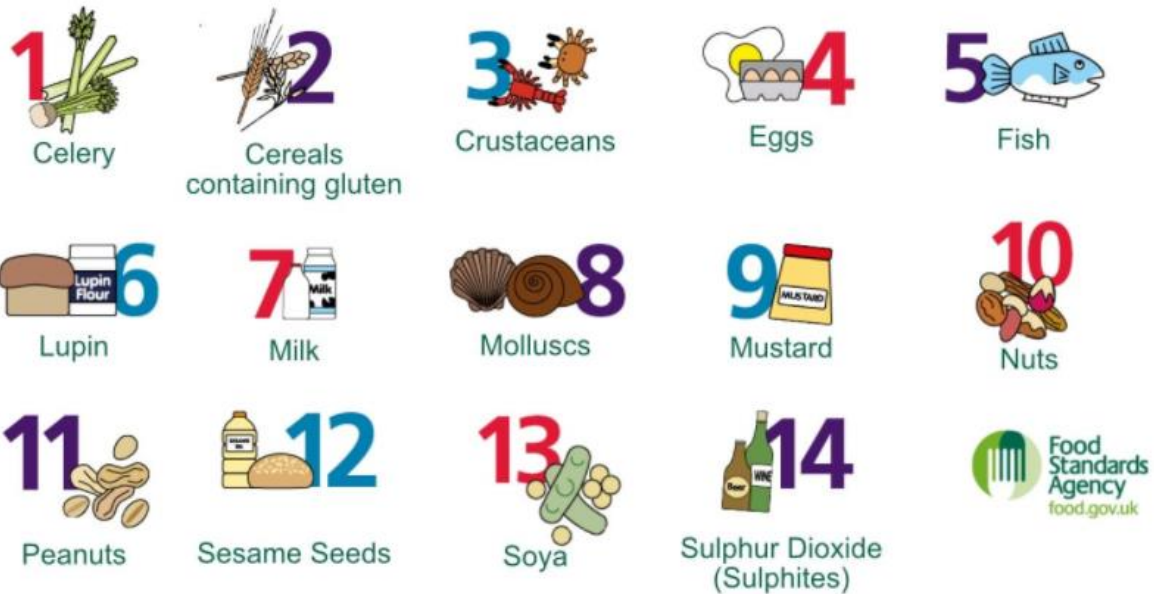 1
Celery
2
Cereals
containing gluten
3
Crustaceans
4
Eggs
5
Fish
Lupin
Flour
6
Lupin
7
Milk
Milk
8
Molluscs
9
MUSTARD
Mustard
10
Nuts
11
Peanuts
SESAME
OIL
12
Sesame Seeds
13
Soya
Beer
WINE
14
Sulphur Dioxide
(Sulphites)
Food
Standards
Agency
food.gov.uk